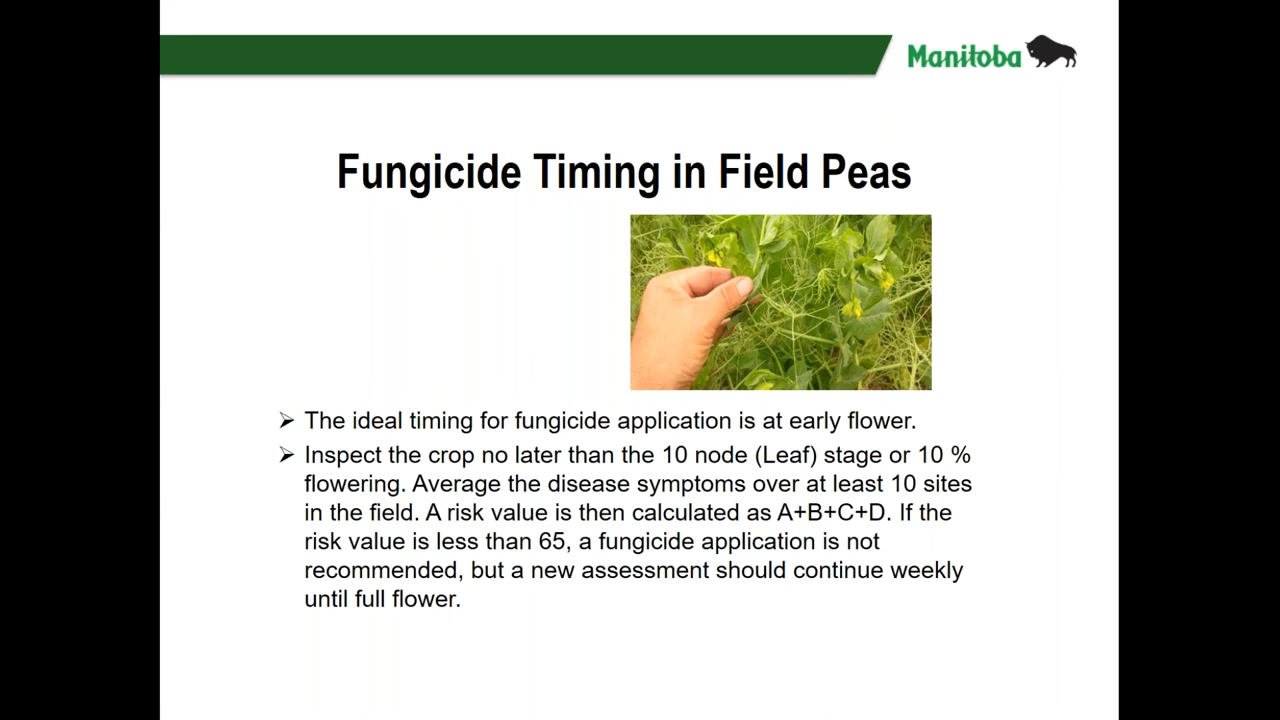 Manitoba
Fungicide Timing in Field Peas
➢ The ideal timing for fungicide application is at early flower.
➢ Inspect the crop no later than the 10 node (Leaf) stage or 10 %
flowering. Average the disease symptoms over at least 10 sites
in the field. A risk value is then calculated as A+B+C+D. If the
risk value is less than 65, a fungicide application is not
recommended, but a new assessment should continue weekly
until full flower.